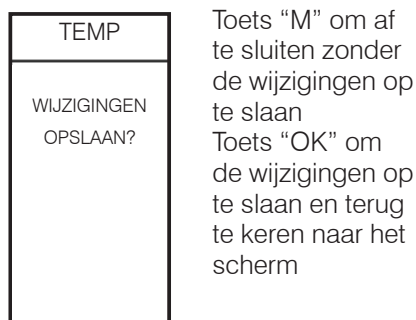 TEMP
WIJZIGINGEN
OPSLAAN?
Toets “M” om af
te sluiten zonder
de wijzigingen op
te slaan
Toets “OK” om
de wijzigingen op
te slaan en terug
te keren naar het
scherm